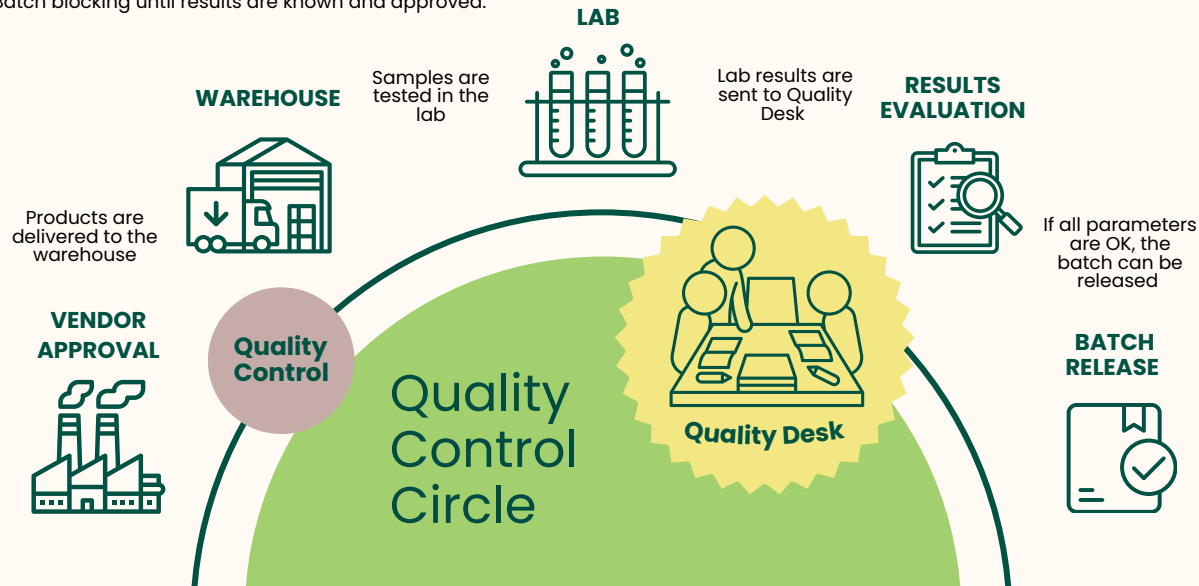 Batch blocking until results are known and approved.
LAB
Samples are
tested in the
lab
Lab results are
sent to Quality
Desk
WAREHOUSE
RESULTS
EVALUATION
Products are
delivered to the
warehouse
If all parameters
are OK, the
batch can be
released
VENDOR
APPROVAL
Quality
Control
BATCH
RELEASE
Quality
Control
Circle
Quality Desk